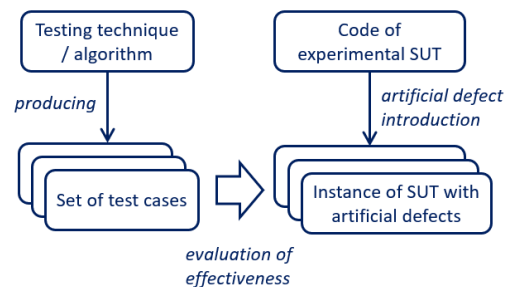 Testing technique
/ algorithm
Code of
experimental SUT
producing
artificial defect
introduction
Set of test cases
Instance of SUT with
artificial defects
evaluation of
effectiveness